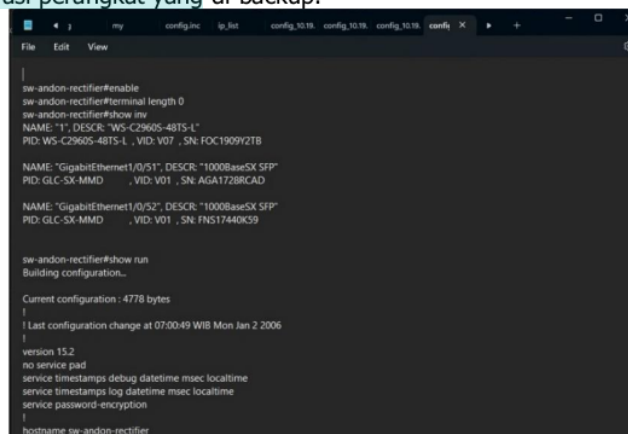 yang di backup.
my config.inc ip_list config_10.19. config_10.19. config_10.19. config
File Edit View
sw-andon-rectifier#enable
sw-andon-rectifier#terminal length 0
sw-andon-rectifier#show inv
NAME: "1", DESCR: "WS-C2960S-48TS-L"
PID: WS-C2960S-48TS-L , VID: V07 , SN: FOC1909Y2TB
NAME: "GigabitEthernet1/0/51", DESCR: "1000BaseSX SFP"
PID: GLC-SX-MMD , VID: V01 , SN: AGA1728RCAD
NAME: "GigabitEthernet1/0/52", DESCR: "1000BaseSX SFP"
PID: GLC-SX-MMD , VID: V01 , SN: FNS17440K59
sw-andon-rectifier#show run
Building configuration...
Current configuration : 4778 bytes
!
! Last configuration change at 07:00:49 WIB Mon Jan 2 2006
!
version 15.2
no service pad
service timestamps debug datetime msec localtime
service timestamps log datetime msec localtime
service password-encryption
!
hostname sw-andon-rectifier